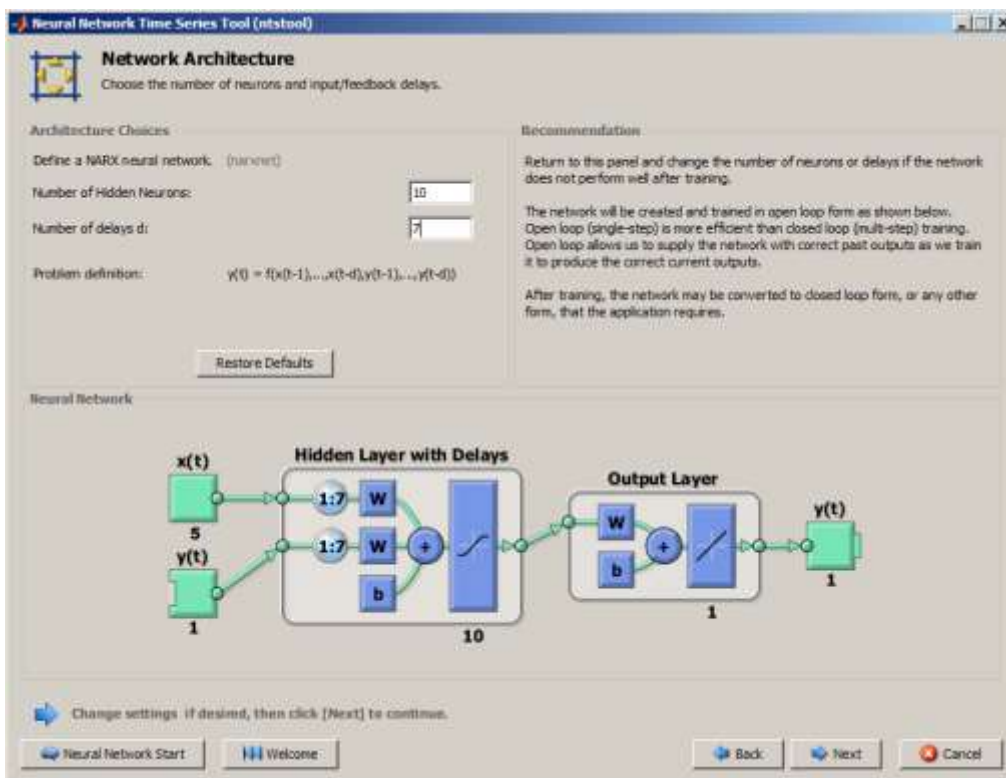 Neural Network Time Series Tool (ntstool)
Network Architecture
Choose the number of neurons and input/feedback delays.
Architecture Choices
Define a NARX neural network. (narxnet)
Number of Hidden Neurons: 10
Number of delays d: 7
Problem definition: y(t) = f(x(t-1),...,x(t-d),y(t-1),...,y(t-d))
Restore Defaults
Recommendation
Return to this panel and change the number of neurons or delays if the network
does not perform well after training.
The network will be created and trained in open loop form as shown below.
Open loop (single-step) is more efficient than closed loop (multi-step) training.
Open loop allows us to supply the network with correct past outputs as we train
it to produce the correct current outputs.
After training, the network may be converted to closed loop form, or any other
form, that the application requires.
Neural Network
Hidden Layer with Delays
x(t)
5
y(t)
1
1:7 W
1:7 W
+
b
10
Output Layer
W
+
b
1
y(t)
1
Change settings if desired, then click [Next] to continue.
Neural Network Start
Welcome
Back
Next
Cancel